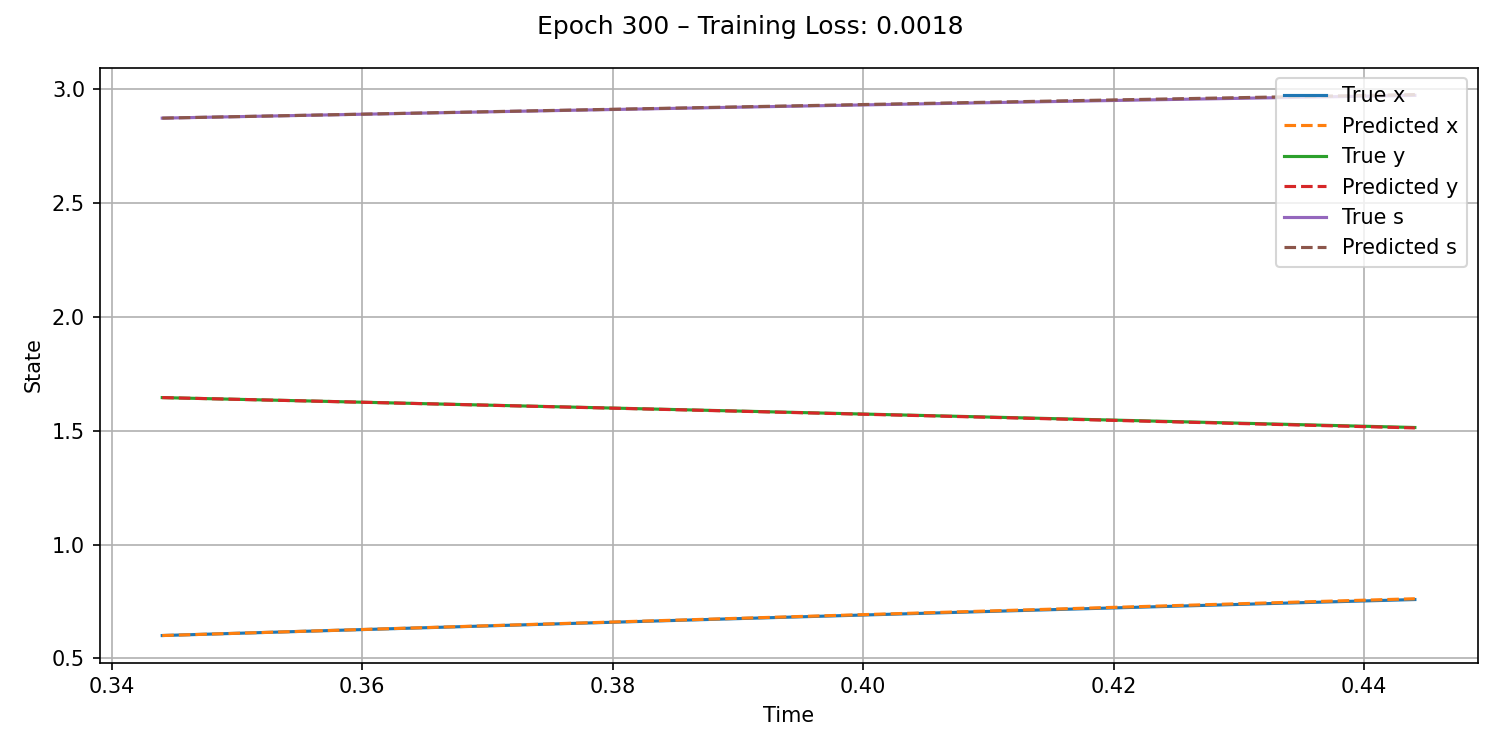 Epoch 300 – Training Loss: 0.0018
3.0
2.5
2.0
1.5
1.0
0.5
State
0.34
0.36
0.38
0.40
0.42
0.44
Time
True x
Predicted x
True y
Predicted y
True s
Predicted s